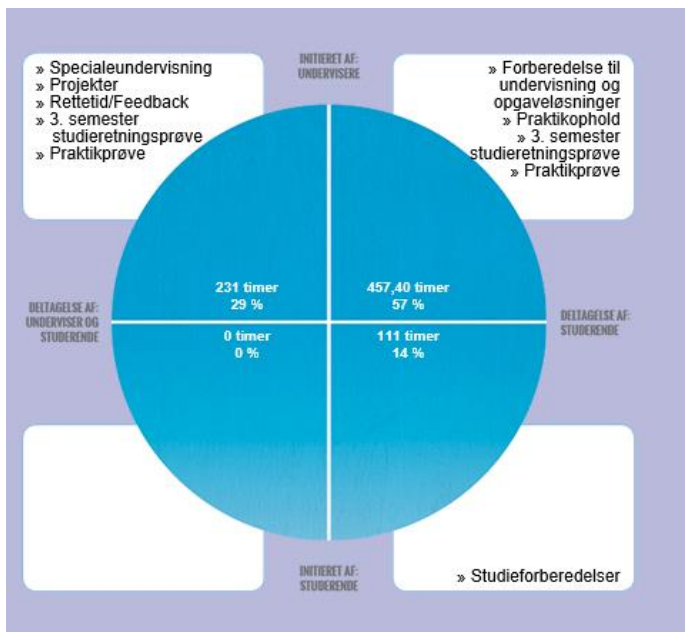 INITIERET AF:
UNDERVISERE
» Specialeundervisning
» Projekter
» Rettetid/Feedback
» 3. semester
studieretningsprøve
» Praktikprøve
» Forberedelse til
undervisning og
opgaveløsninger
» Praktikophold
» 3. semester
studieretningsprøve
» Praktikprøve
231 timer
29 %
457,40 timer
57 %
DELTAGELSE AF:
UNDERVISER OG
STUDERENDE
DELTAGELSE AF:
STUDERENDE
0 timer
0 %
111 timer
14 %
INITIERET AF:
STUDERENDE
» Studieforberedelser